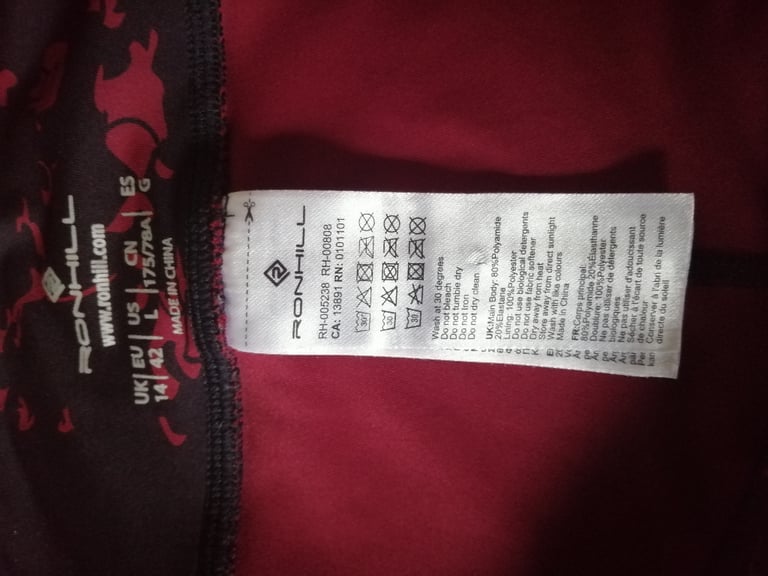 RONHILL
www.ronhill.com
UK| EU| US | CN | ES
14| 42 | L | 175/78A| G
MADE IN CHINA
RONHILL
RH-005238 RH-00808
CA: 13891 RN: 0101101
30
30
30
Wash at 30 degrees
Do not bleach
Do not tumble dry
Do not Iron
Do not dry clean
UK:Main Body: 80%Polyamide
20%Elastane
Lining, 100%Polyester
Do not use biological detergents
Do not use fabric softener
Dry away from heat
Store away from direct sunlight
Wash with like colours
Made in China
FR:Corps principal:
80%Polyamide 20%Élasthanne
Doublure, 100%Polyester
Ne pas utiliser de détergents
biologiques
Ne pas utiliser d'adoucissant
Sécher à l'écart de toute source
de chaleur
Conserver à l'abri de la lumière
directe du soleil